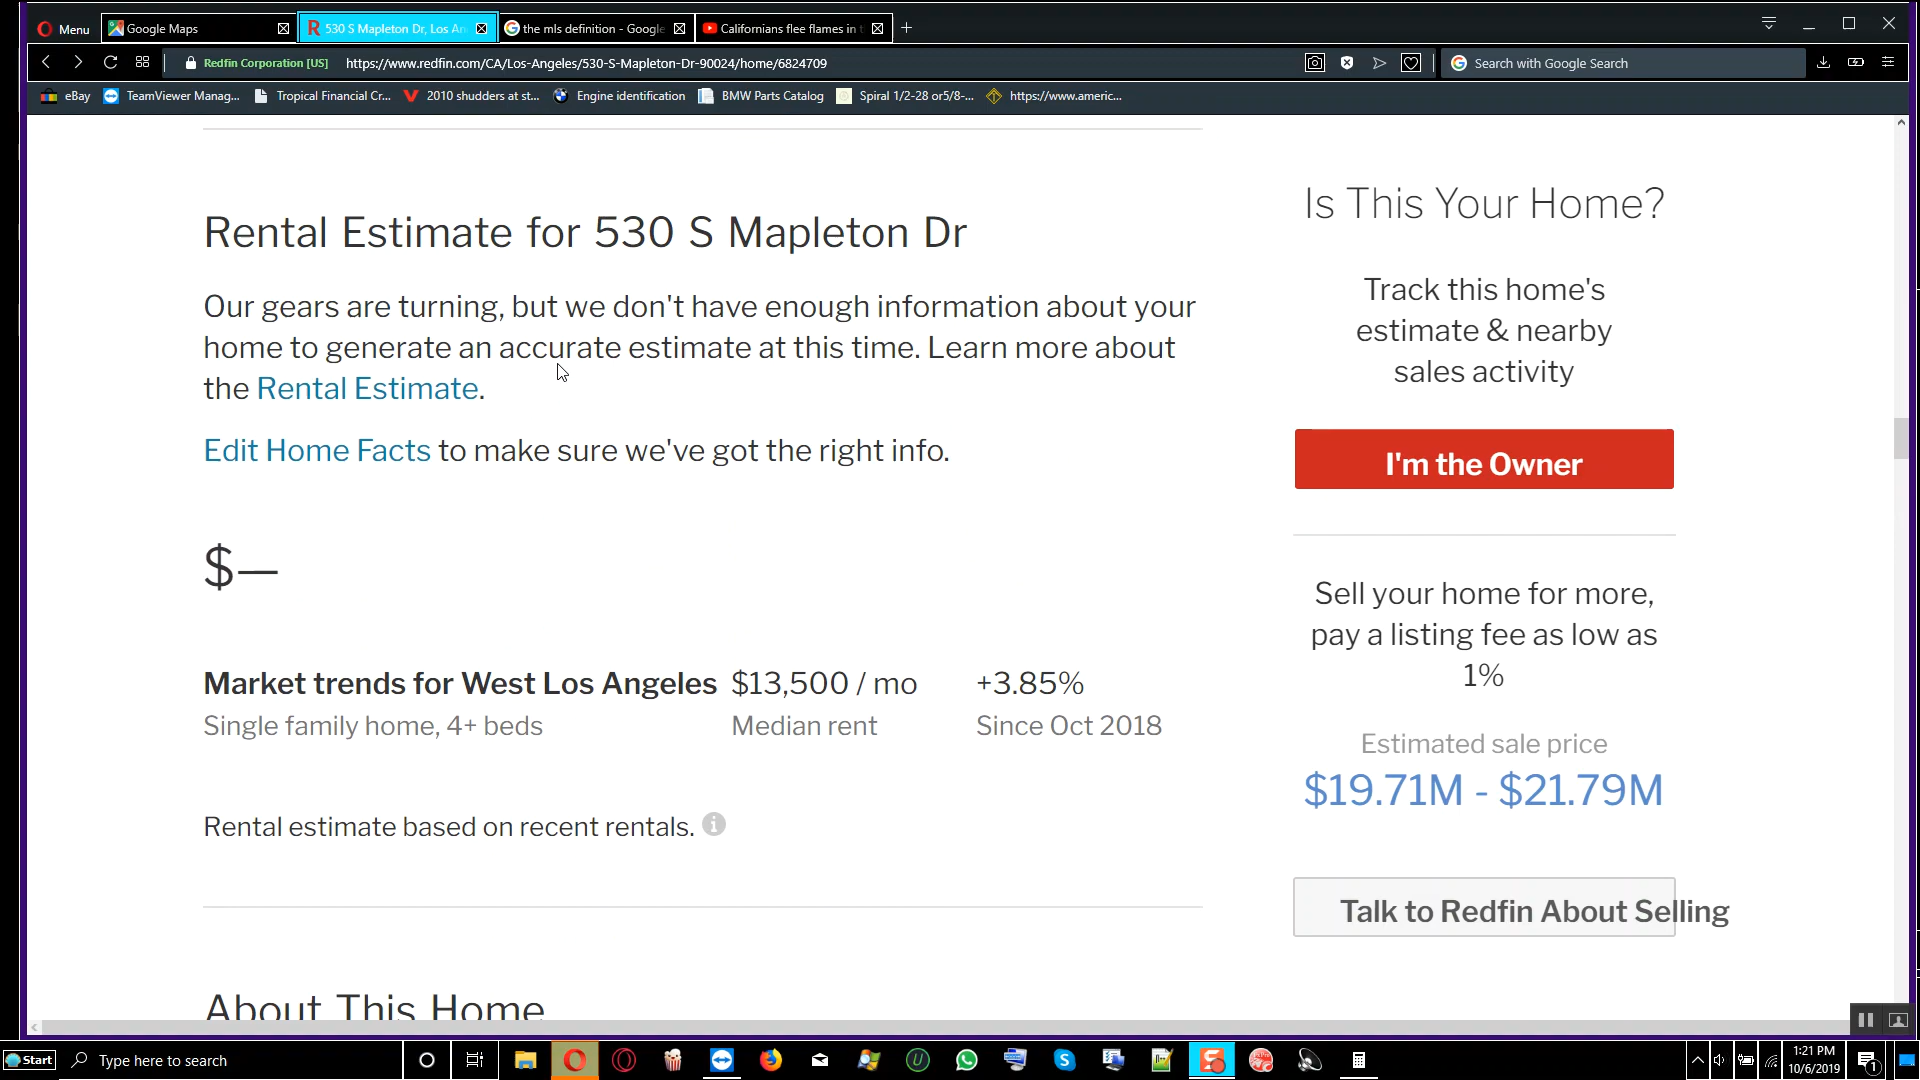 Menu
Google Maps
530 S Mapleton Dr, Los An
the mls definition - Google
Californians flee flames in t
Redfin Corporation [US]
https://www.redfin.com/CA/Los-Angeles/530-S-Mapleton-Dr-90024/home/6824709
Search with Google Search
eBay
TeamViewer Manag...
Tropical Financial Cr...
2010 shudders at st...
Engine identification
BMW Parts Catalog
Spiral 1/2-28 or5/8-...
https://www.americ...
Rental Estimate for 530 S Mapleton Dr
Our gears are turning, but we don't have enough information about your
home to generate an accurate estimate at this time. Learn more about
the Rental Estimate.
Edit Home Facts to make sure we've got the right info.
$—
Market trends for West Los Angeles $13,500 / mo +3.85%
Single family home, 4+ beds Median rent Since Oct 2018
Rental estimate based on recent rentals.
About This Home
Is This Your Home?
Track this home's
estimate & nearby
sales activity
I'm the Owner
Sell your home for more,
pay a listing fee as low as
1%
Estimated sale price
$19.71M - $21.79M
Talk to Redfin About Selling
Start
Type here to search
1:21 PM
10/6/2019
1